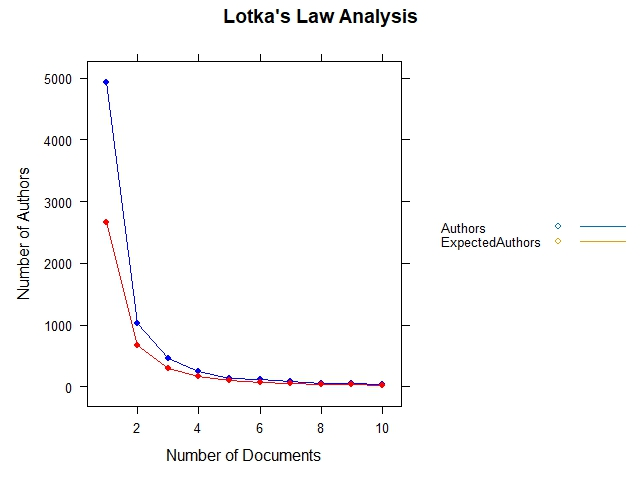 Lotka's Law Analysis
Number of Authors
5000
4000
3000
2000
1000
0
2
4
6
8
10
Number of Documents
Authors
ExpectedAuthors